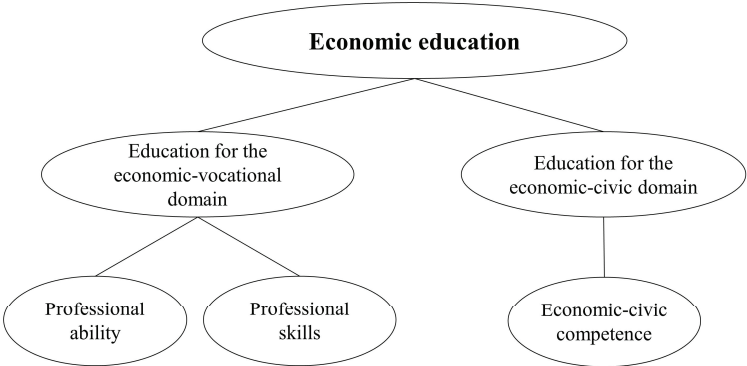 Economic education
Education for the
economic-vocational
domain
Education for the
economic-civic domain
Professional
ability
Professional
skills
Economic-civic
competence